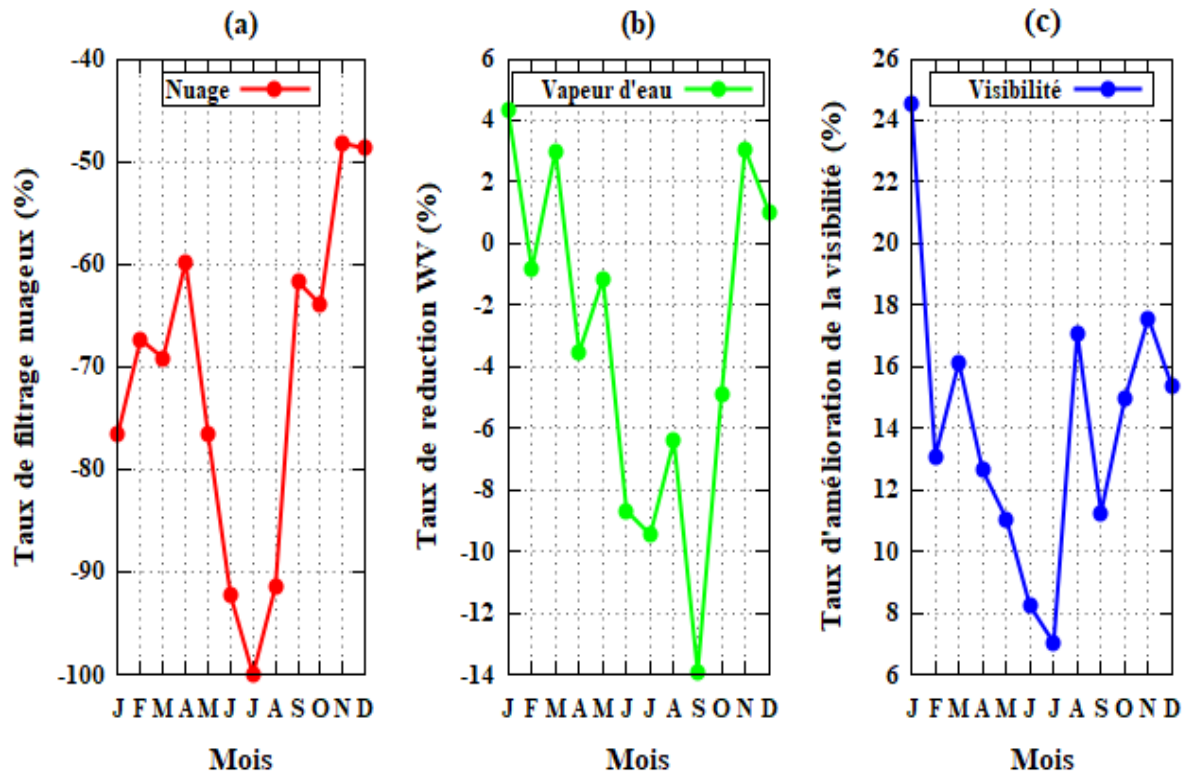 (a)
Nuage
Taux de filtrage nuageux (%)
-40
-50
-60
-70
-80
-90
-100
J F M A M J J A S O N D
Mois
(b)
Vapeur d'eau
Taux de reduction WV (%)
6
4
2
0
-2
-4
-6
-8
-10
-12
-14
J F M A M J J A S O N D
Mois
(c)
Visibilité
Taux d'amélioration de la visibilité (%)
26
24
22
20
18
16
14
12
10
8
6
J F M A M J J A S O N D
Mois